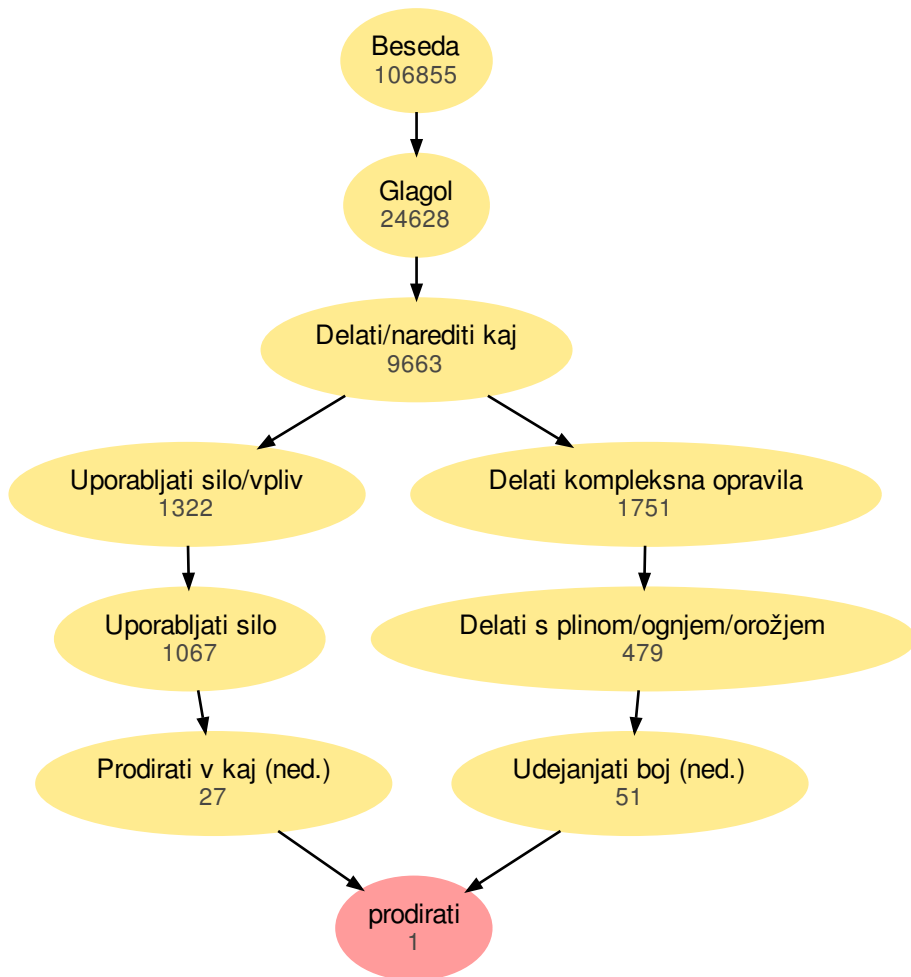 Beseda
106855
Glagol
24628
Delati/narediti kaj
9663
Uporabljati silo/vpliv
1322
Delati kompleksna opravila
1751
Uporabljati silo
1067
Delati s plinom/ognjem/orožjem
479
Prodirati v kaj (ned.)
27
Udejanjati boj (ned.)
51
prodirati
1